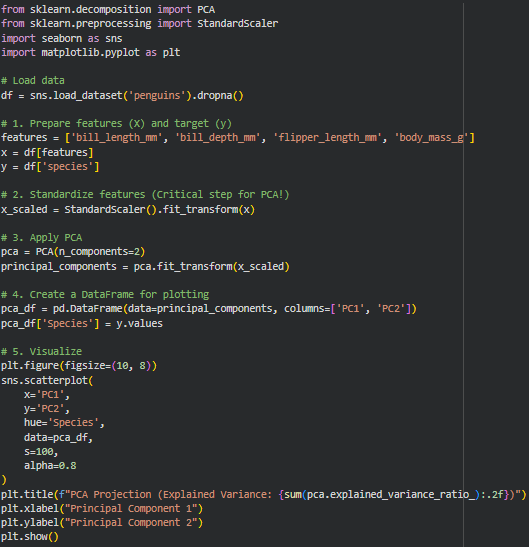 from sklearn.decomposition import PCA
from sklearn.preprocessing import StandardScaler
import seaborn as sns
import matplotlib.pyplot as plt

# Load data
df = sns.load_dataset('penguins').dropna()

# 1. Prepare features (X) and target (y)
features = ['bill_length_mm', 'bill_depth_mm', 'flipper_length_mm', 'body_mass_g']
x = df[features]
y = df['species']

# 2. Standardize features (Critical step for PCA!)
x_scaled = StandardScaler().fit_transform(x)

# 3. Apply PCA
pca = PCA(n_components=2)
principal_components = pca.fit_transform(x_scaled)

# 4. Create a DataFrame for plotting
pca_df = pd.DataFrame(data=principal_components, columns=['PC1', 'PC2'])
pca_df['Species'] = y.values

# 5. Visualize
plt.figure(figsize=(10, 8))
sns.scatterplot(
    x='PC1',
    y='PC2',
    hue='Species',
    data=pca_df,
    s=100,
    alpha=0.8
)
plt.title(f"PCA Projection (Explained Variance: {sum(pca.explained_variance_ratio_):.2f})")
plt.xlabel("Principal Component 1")
plt.ylabel("Principal Component 2")
plt.show()